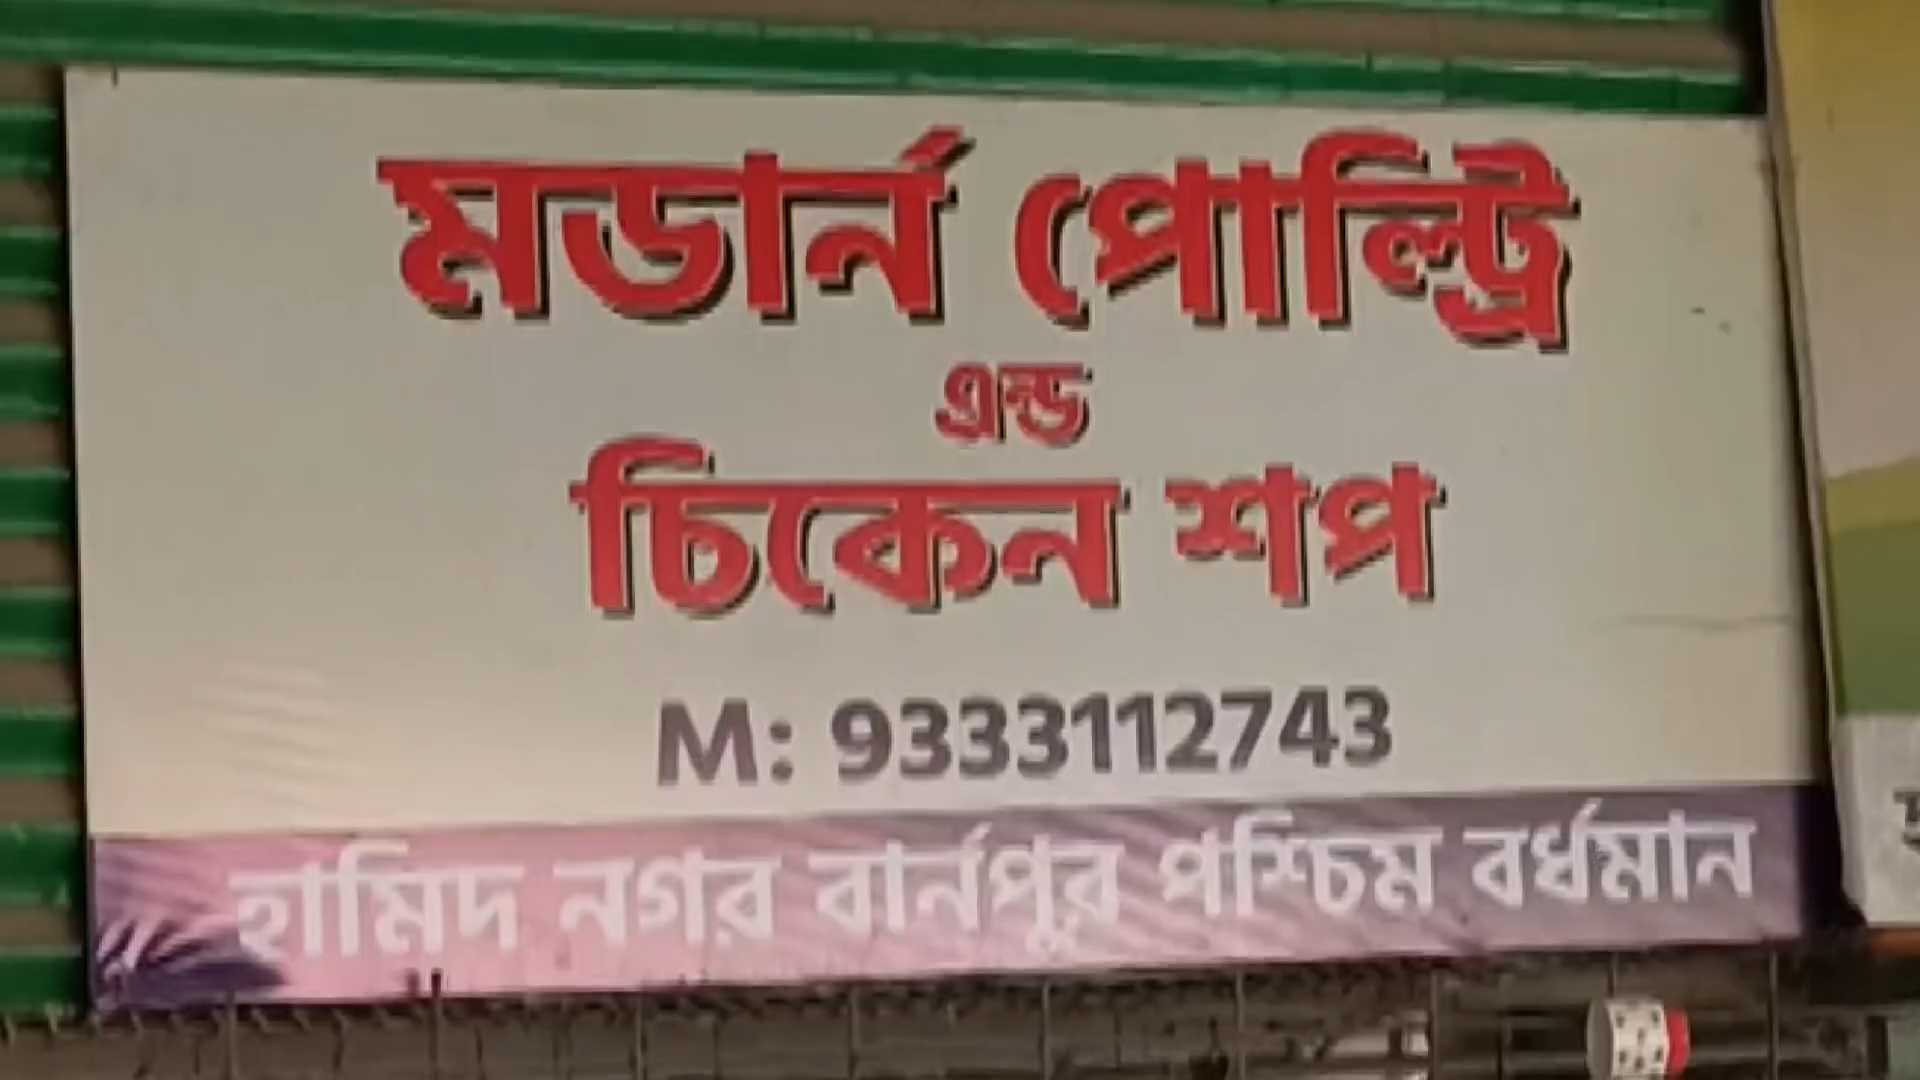 মডার্ন পোল্ট্রি
এন্ড
চিকেন শপ
M: 9333112743
হামিদ নগর বার্নপুর পশ্চিম বর্ধমান